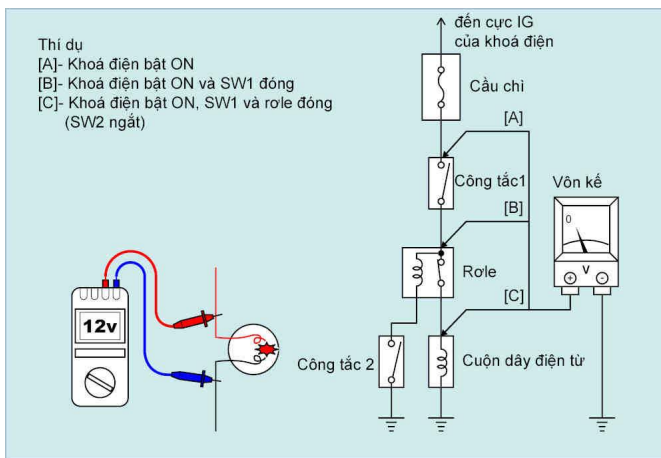 Thí dụ
[A]- Khoá điện bật ON
[B]- Khoá điện bật ON và SW1 đóng
[C]- Khoá điện bật ON, SW1 và rơle đóng
(SW2 ngắt)
đến cực IG
của khoá điện
Cầu chì
[A]
Công tắc1
Vôn kế
[B]
0
V
+
-
Rơle
[C]
12v
Công tắc 2
Cuộn dây điện từ